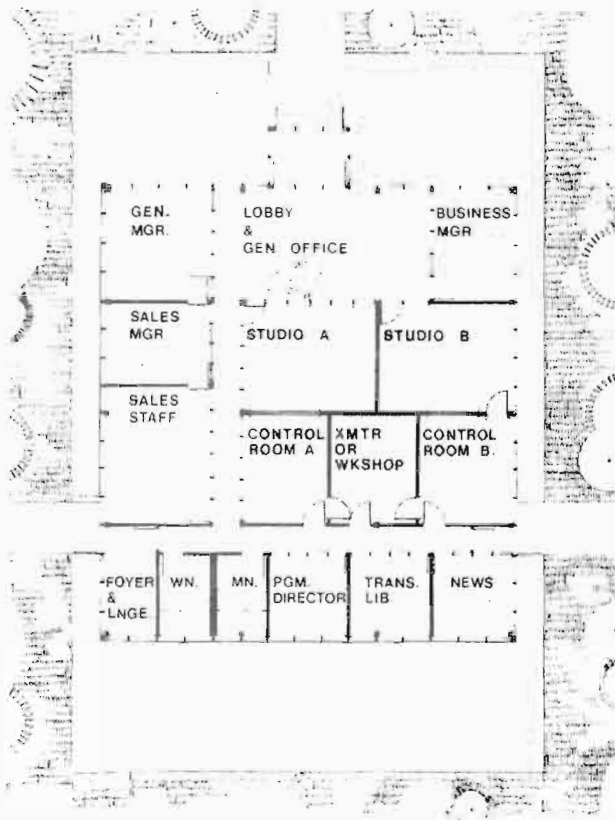 GEN.
MGR.
LOBBY
&
GEN. OFFICE
BUSINESS
MGR
SALES
MGR
STUDIO A
STUDIO B
SALES
STAFF
CONTROL
ROOM A
XMTR
OR
WKSHOP
CONTROL
ROOM B.
FOYER
&
LNGE
WN.
MN.
PGM.
DIRECTOR
TRANS.
LIB.
NEWS